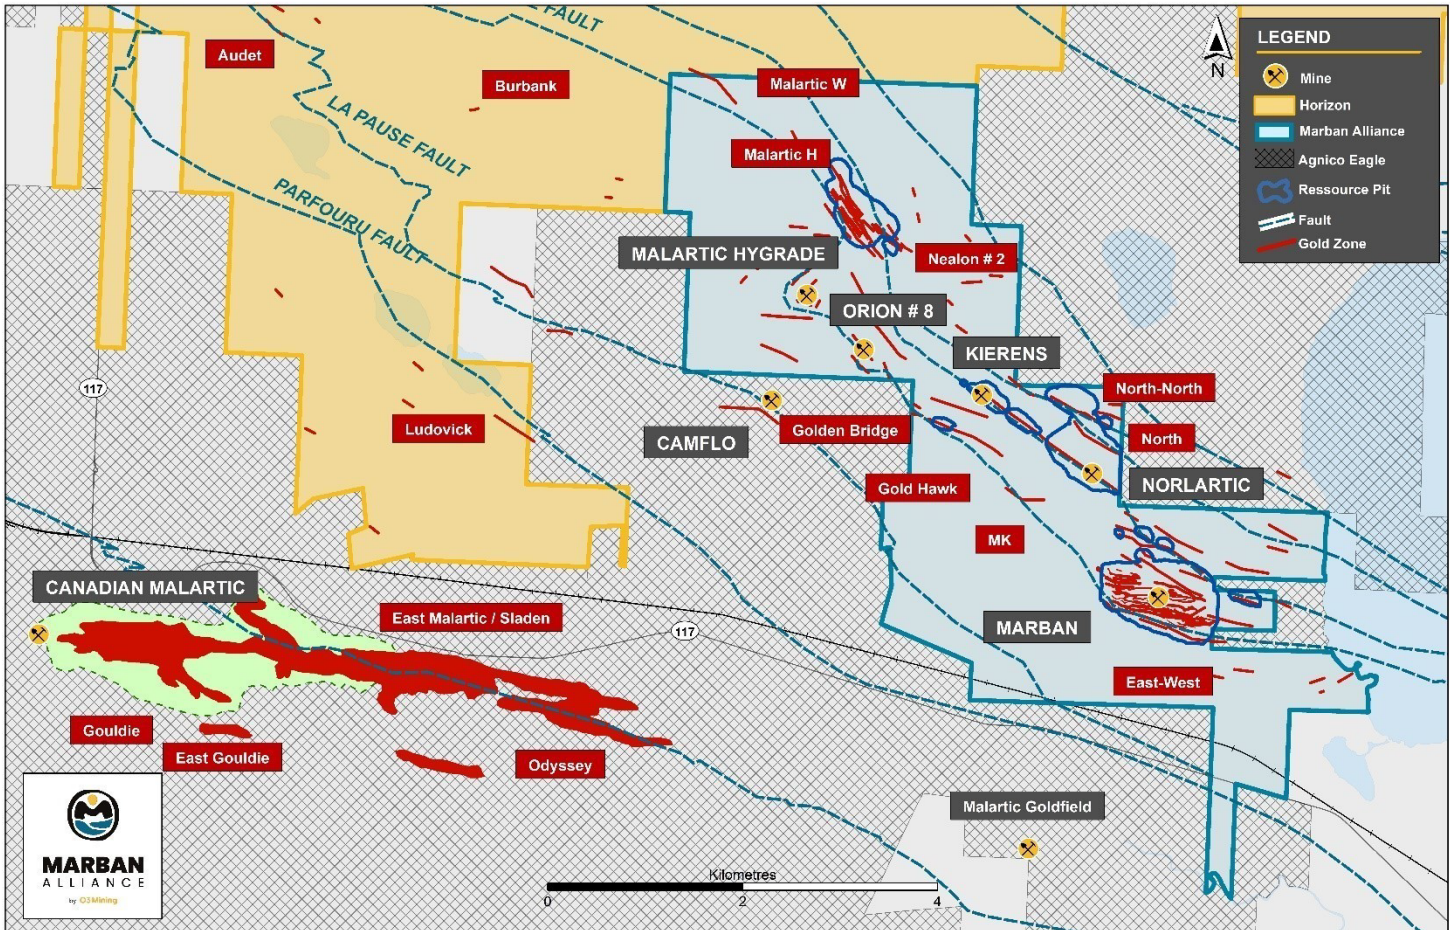 FAULT
LEGEND
Mine
Horizon
Marban Alliance
Agnico Eagle
Ressource Pit
Fault
Gold Zone
N
Audet
Burbank
Malartic W
LA PAUSE FAULT
Malartic H
PARFOURU FAULT
MALARTIC HYGRADE
Nealon # 2
ORION # 8
KIERENS
117
North-North
Ludovick
CAMFLO
Golden Bridge
North
Gold Hawk
NORLARTIC
MK
CANADIAN MALARTIC
East Malartic / Sladen
117
MARBAN
East-West
Gouldie
East Gouldie
Odyssey
Malartic Goldfield
MARBAN
ALLIANCE
by O3 Mining
Kilometres
0 2 4